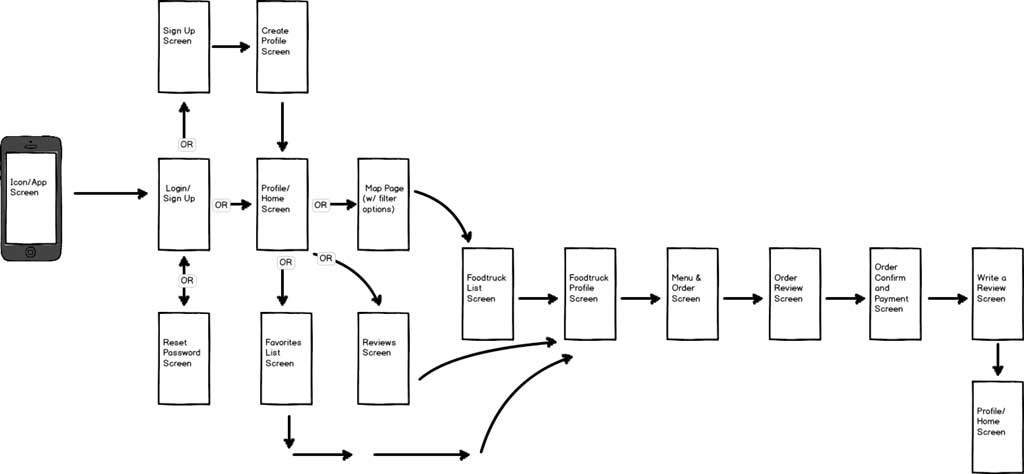 Sign Up
Screen
Create
Profile
Screen
OR
Icon/App
Screen
Login/
Sign Up
OR
Profile/
Home
Screen
OR
Map Page
(w/ filter
options)
OR
OR
OR
Foodtruck
List
Screen
Foodtruck
Profile
Screen
Menu &
Order
Screen
Order
Review
Screen
Order
Confirm
and
Payment
Screen
Write a
Review
Screen
Reset
Password
Screen
Favorites
List
Screen
Reviews
Screen
Profile/
Home
Screen